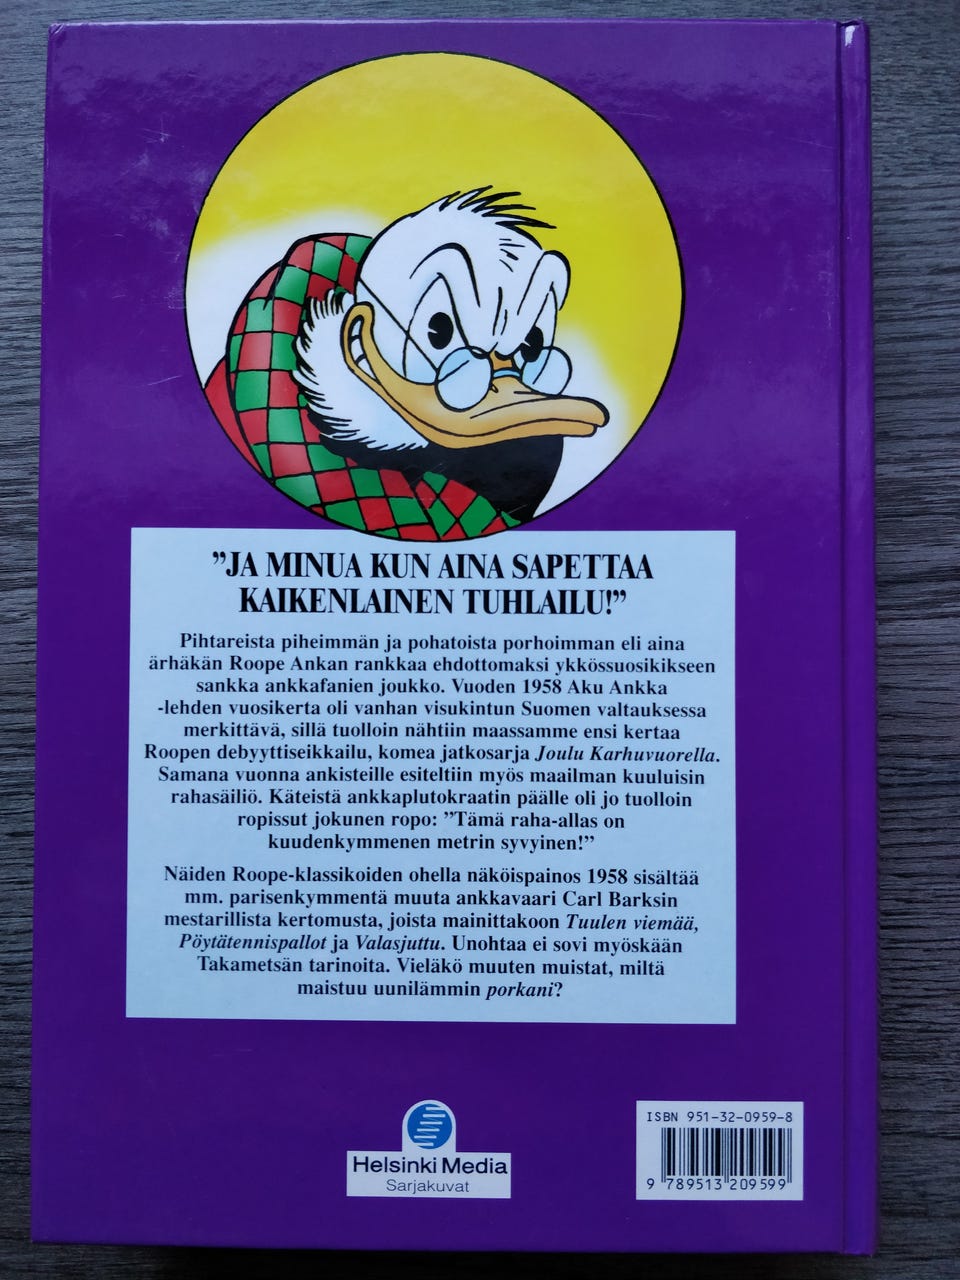 ”JA MINUA KUN AINA SAPETTAA
KAIKENLAINEN TUHLAILU!”
Pihtareista piheimmän ja pohatoista porhoimman eli aina
ärhäkän Roope Ankan rankkaa ehdottomaksi ykkössuosikikseen
sankka ankkafanien joukko. Vuoden 1958 Aku Ankka
-lehden vuosikerta oli vanhan visukintun Suomen valtauksessa
merkittävä, sillä tuolloin nähtiin maassamme ensi kertaa
Roopen debyyttiseikkailu, komea jatkosarja Joulu Karhuvuorella.
Samana vuonna ankisteille esiteltiin myös maailman kuuluisin
rahasäiliö. Käteistä ankkaplutokraatin päälle oli jo tuolloin
ropissut jokunen ropo: ”Tämä raha-allas on
kuudenkymmenen metrin syvyinen!”
Näiden Roope-klassikoiden ohella näköispainos 1958 sisältää
mm. parisenkymmentä muuta ankkavaari Carl Barksin
mestarillista kertomusta, joista mainittakoon Tuulen viemää,
Pöytätennispallot ja Valasjuttu. Unohtaa ei sovi myöskään
Takametsän tarinoita. Vieläkö muuten muistat, miltä
maistuu uunilämmin porkani?
Helsinki Media
Sarjakuvat
ISBN 951-32-0959-8
9 789513 209599